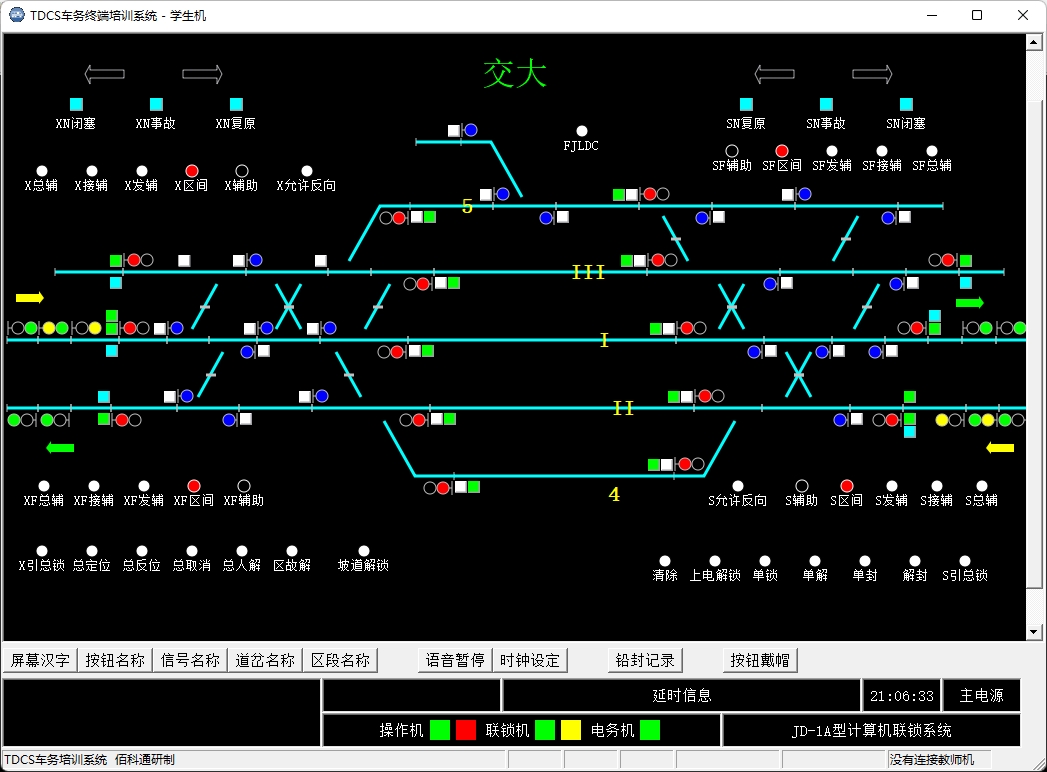 TDCS车务终端培训系统 - 学生机
交大
XN闭塞 XN事故 XN复原 SN复原 SN事故 SN闭塞
FJLDC
SF辅助 SF区间 SF发辅 SF接辅 SF总辅
X总辅 X接辅 X发辅 X区间 X辅助 X允许反向
5
III
I
II
4
XF总辅 XF接辅 XF发辅 XF区间 XF辅助 S允许反向 S辅助 S区间 S发辅 S接辅 S总辅
X引总锁 总定位 总反位 总取消 总人解 区故解 坡道解锁
清除 上电解锁 单锁 单解 单封 解封 S引总锁
屏幕汉字 按钮名称 信号名称 道岔名称 区段名称 语音暂停 时钟设定 铅封记录 按钮戴帽
延时信息 21:06:33 主电源
操作机 联锁机 电务机 JD-1A型计算机联锁系统
TDCS车务培训系统 佰科通研制 没有连接教师机